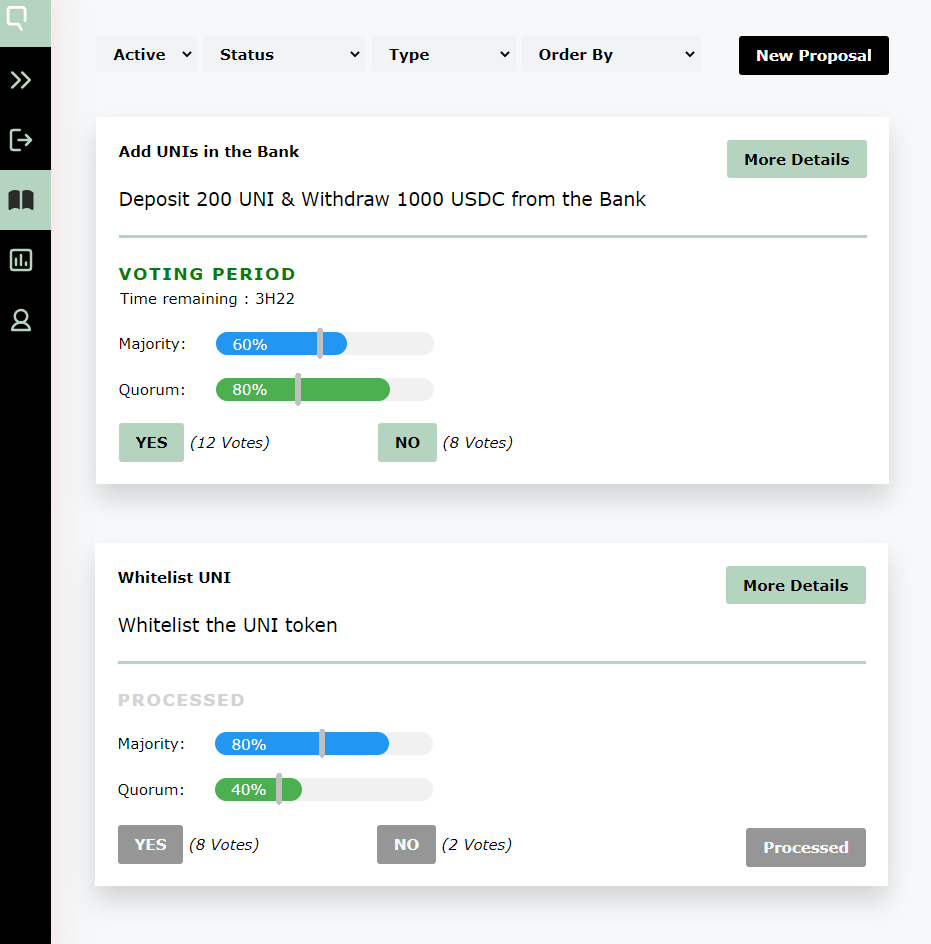 Active Status Type Order By New Proposal
Add UNIs in the Bank More Details
Deposit 200 UNI & Withdraw 1000 USDC from the Bank
VOTING PERIOD
Time remaining : 3H22
Majority: 60%
Quorum: 80%
YES (12 Votes) NO (8 Votes)
Whitelist UNI More Details
Whitelist the UNI token
PROCESSED
Majority: 80%
Quorum: 40%
YES (8 Votes) NO (2 Votes) Processed